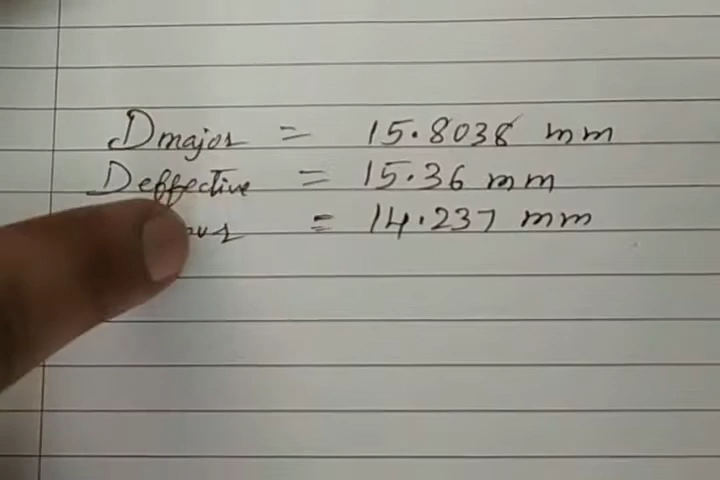 Dmajor = 15.8038 mm
Deffective = 15.36 mm
= 14.237 mm